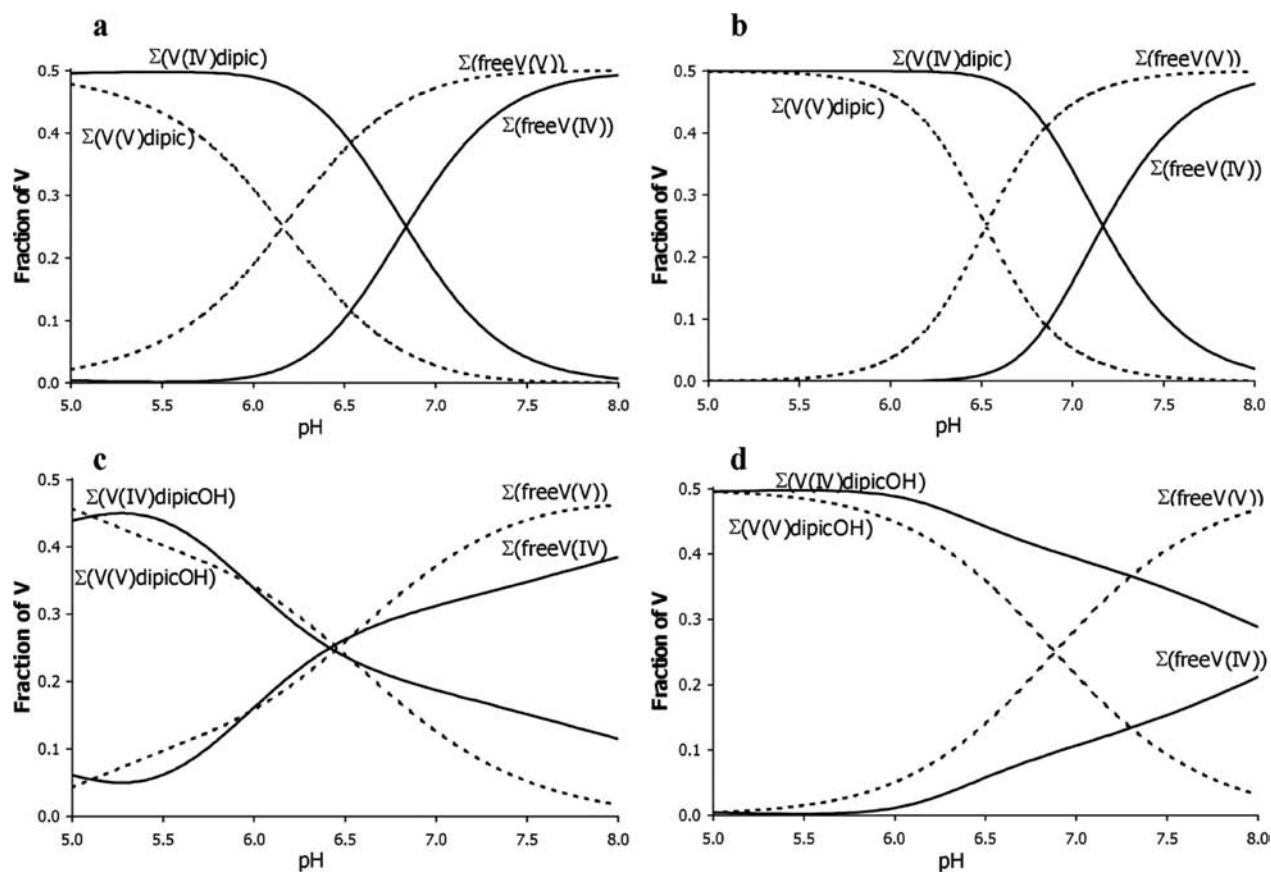 a
Σ(V(IV)dipic)
Σ(freeV(V))
0.5
Σ(V(V)dipic)
Σ(freeV(IV))
0.4
0.3
0.2
0.1
0.0
Fraction of V
5.0 5.5 6.0 6.5 7.0 7.5 8.0
pH
b
Σ(V(IV)dipic)
Σ(freeV(V))
0.5
Σ(V(V)dipic)
0.4
Σ(freeV(IV))
0.3
0.2
0.1
0.0
Fraction of V
5.0 5.5 6.0 6.5 7.0 7.5 8.0
pH
c
0.5
Σ(V(IV)dipicOH)
Σ(freeV(V))
Σ(freeV(IV)
0.4
Σ(V(V)dipicOH)
0.3
0.2
0.1
0.0
Fraction of V
5.0 5.5 6.0 6.5 7.0 7.5 8.0
pH
d
Σ(V(IV)dipicOH)
Σ(freeV(V))
0.5
Σ(V(V)dipicOH)
0.4
0.3
Σ(freeV(IV))
0.2
0.1
0.0
Fraction of V
5.0 5.5 6.0 6.5 7.0 7.5 8.0
pH